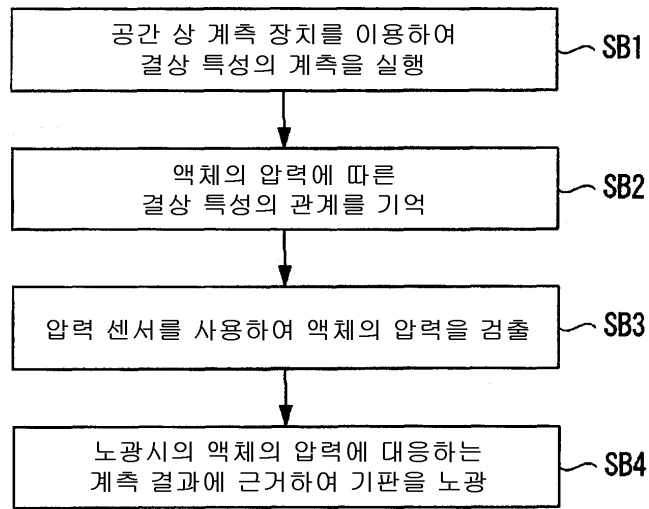 공간 상 계측 장치를 이용하여
결상 특성의 계측을 실행
SB1
액체의 압력에 따른
결상 특성의 관계를 기억
SB2
압력 센서를 사용하여 액체의 압력을 검출
SB3
노광시의 액체의 압력에 대응하는
계측 결과에 근거하여 기판을 노광
SB4